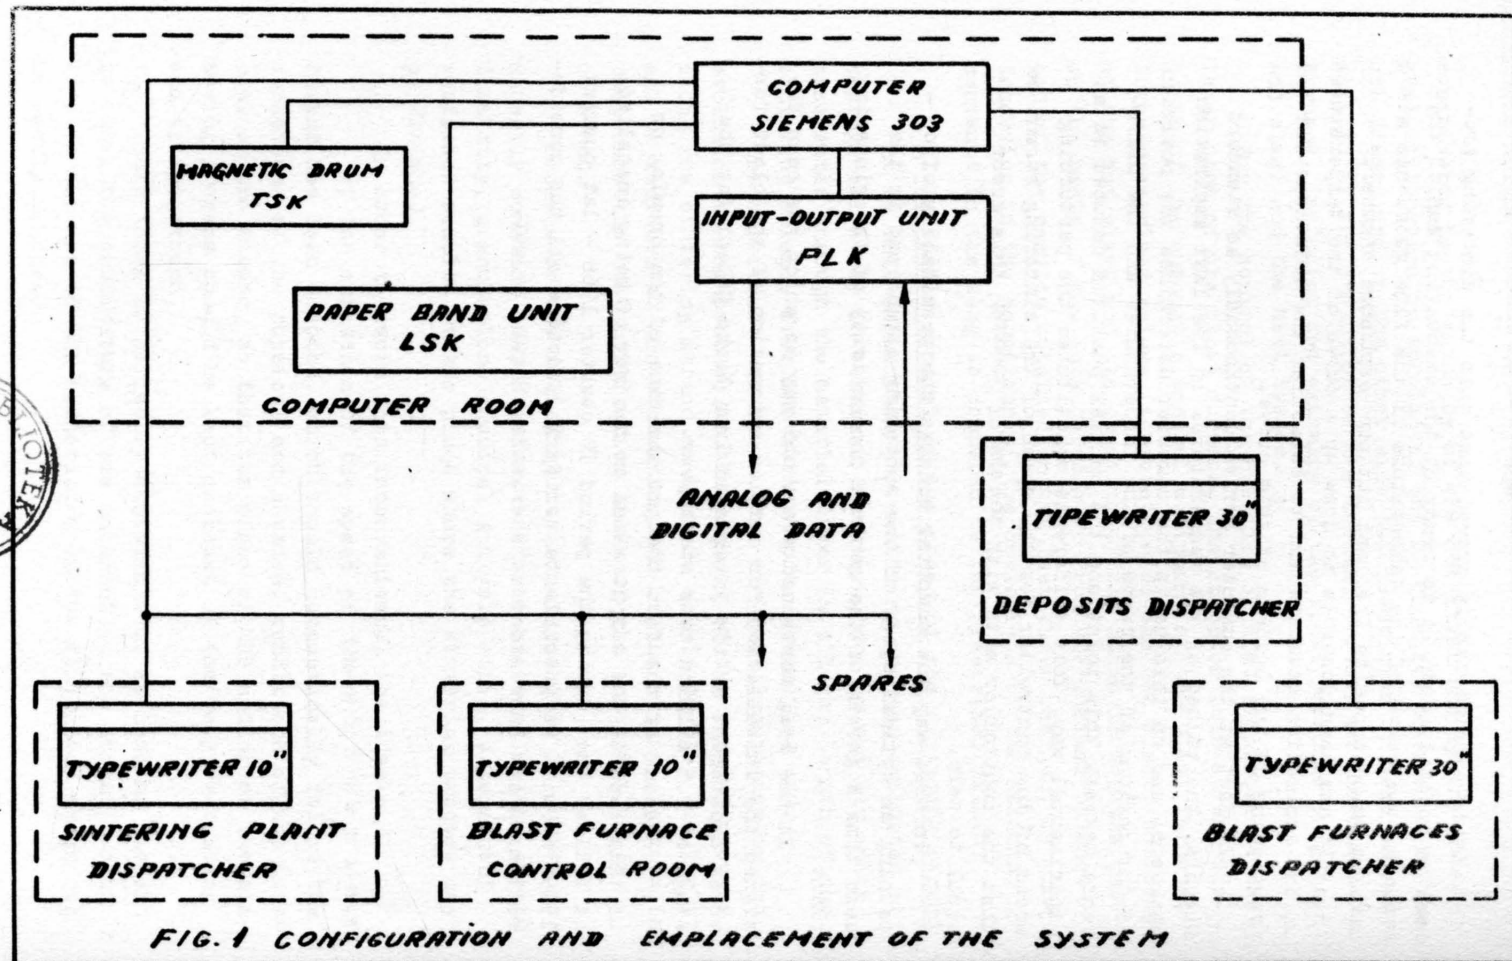 COMPUTER
SIEMENS 303
MAGNETIC DRUM
TSK
INPUT-OUTPUT UNIT
PLK
PAPER BAND UNIT
LSK
COMPUTER ROOM
ANALOG AND
DIGITAL DATA
TIPEWRITER 30"
DEPOSITS DISPATCHER
SPARES
TYPEWRITER 10"
SINTERING PLANT
DISPATCHER
TYPEWRITER 10"
BLAST FURNACE
CONTROL ROOM
TYPEWRITER 30"
BLAST FURNACES
DISPATCHER
FIG. 1 CONFIGURATION AND EMPLACEMENT OF THE SYSTEM